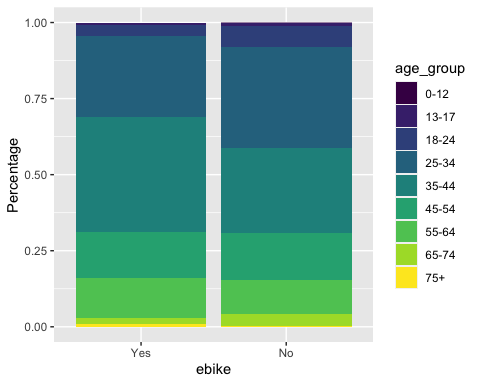 1.00
0.75
0.50
0.25
0.00
Percentage
Yes
No
ebike
age_group
0-12
13-17
18-24
25-34
35-44
45-54
55-64
65-74
75+